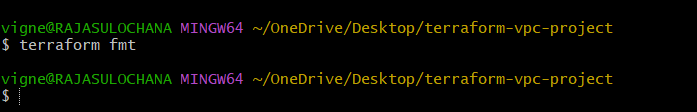 vigne@RAJASULOCHANA MINGW64 ~/OneDrive/Desktop/terraform-vpc-project
$ terraform fmt
vigne@RAJASULOCHANA MINGW64 ~/OneDrive/Desktop/terraform-vpc-project
$